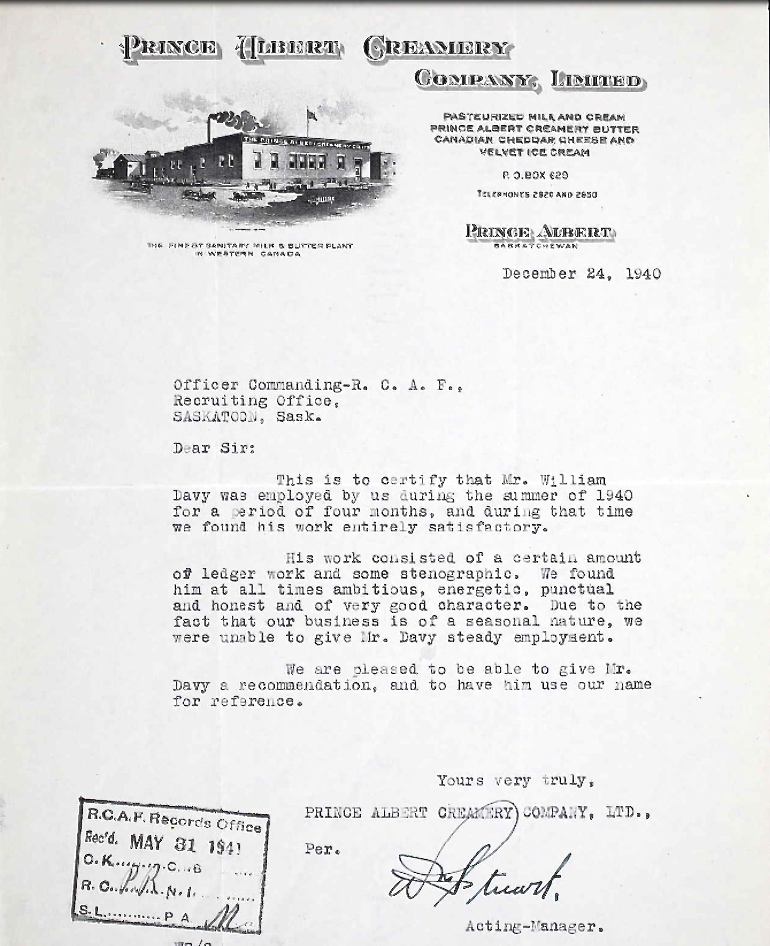 PRINCE ALBERT CREAMERY
COMPANY, LIMITED
PASTEURIZED MILK AND CREAM
PRINCE ALBERT CREAMERY BUTTER
CANADIAN CHEDDAR CHEESE AND
VELVET ICE CREAM
P. O. BOX 629
TELEPHONES 2820 AND 2850
THE PRINCE ALBERT CREAMERY
THE FINEST SANITARY MILK & BUTTER PLANT
IN WESTERN CANADA
PRINCE ALBERT
SASKATCHEWAN
December 24, 1940
Officer Commanding-R. C. A. F.,
Recruiting Office,
SASKATOON, Sask.
Dear Sir:
This is to certify that Mr. William
Davy was employed by us during the summer of 1940
for a period of four months, and during that time
we found his work entirely satisfactory.
His work consisted of a certain amount
of ledger work and some stenographic. We found
him at all times ambitious, energetic, punctual
and honest and of very good character. Due to the
fact that our business is of a seasonal nature, we
were unable to give Mr. Davy steady employment.
We are pleased to be able to give Mr.
Davy a recommendation, and to have him use our name
for reference.
Yours very truly,
PRINCE ALBERT CREAMERY COMPANY, LTD.,
Per.
Wm Stuart.
Acting-Manager.
R.C.A.F. Records Office
Rec'd. MAY 31 1941
C.K. C.
R.C. N.I.
S.L. P A